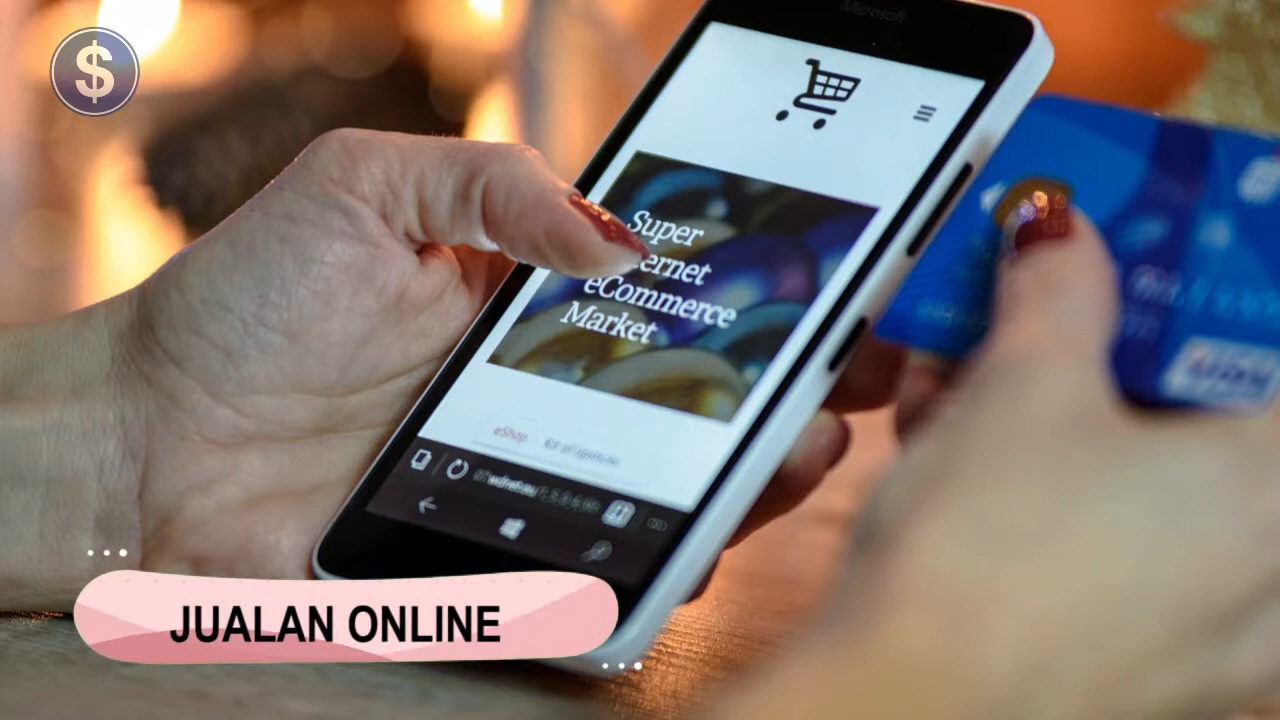 $
Microsoft
Super
ernet
eCommerce
Market
eShop
JUALAN ONLINE